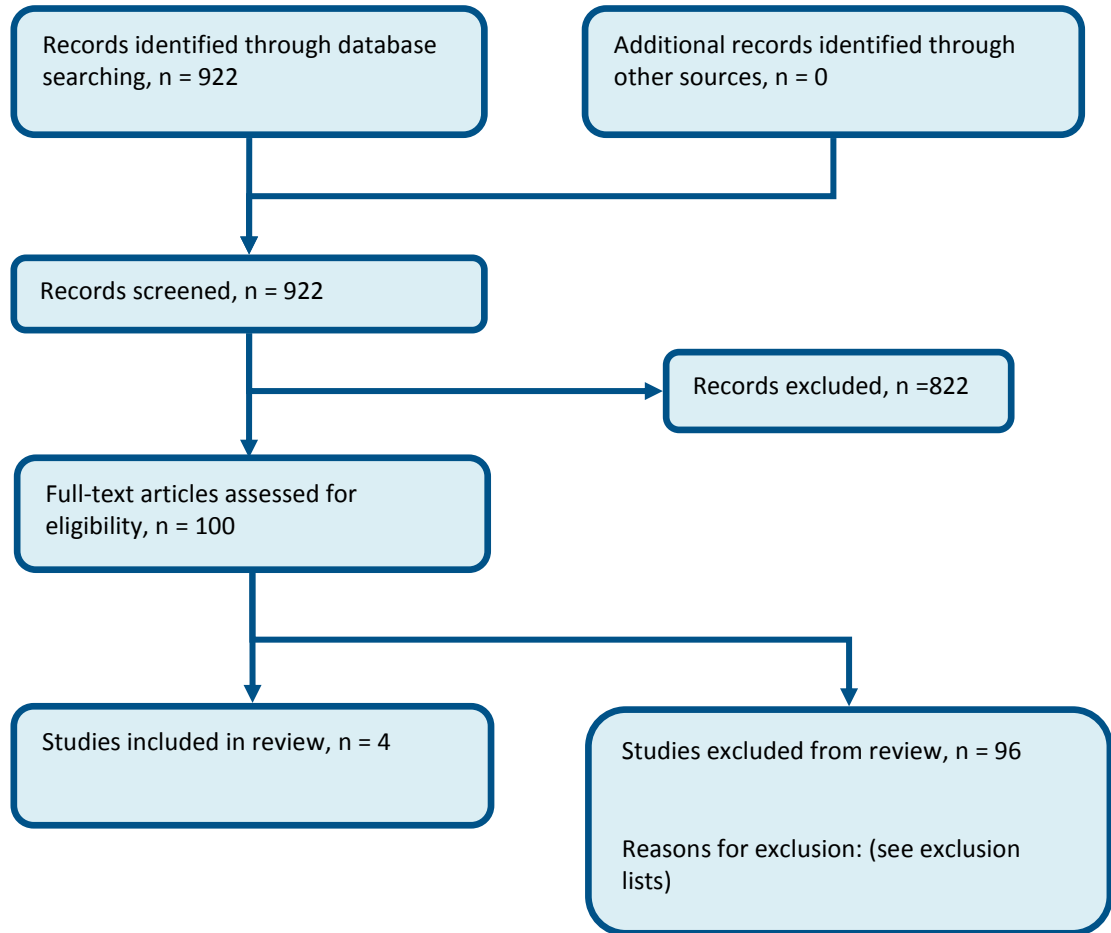 Records identified through database
searching, n = 922
Additional records identified through
other sources, n = 0
Records screened, n = 922
Records excluded, n =822
Full-text articles assessed for
eligibility, n = 100
Studies included in review, n = 4
Studies excluded from review, n = 96
Reasons for exclusion: (see exclusion
lists)